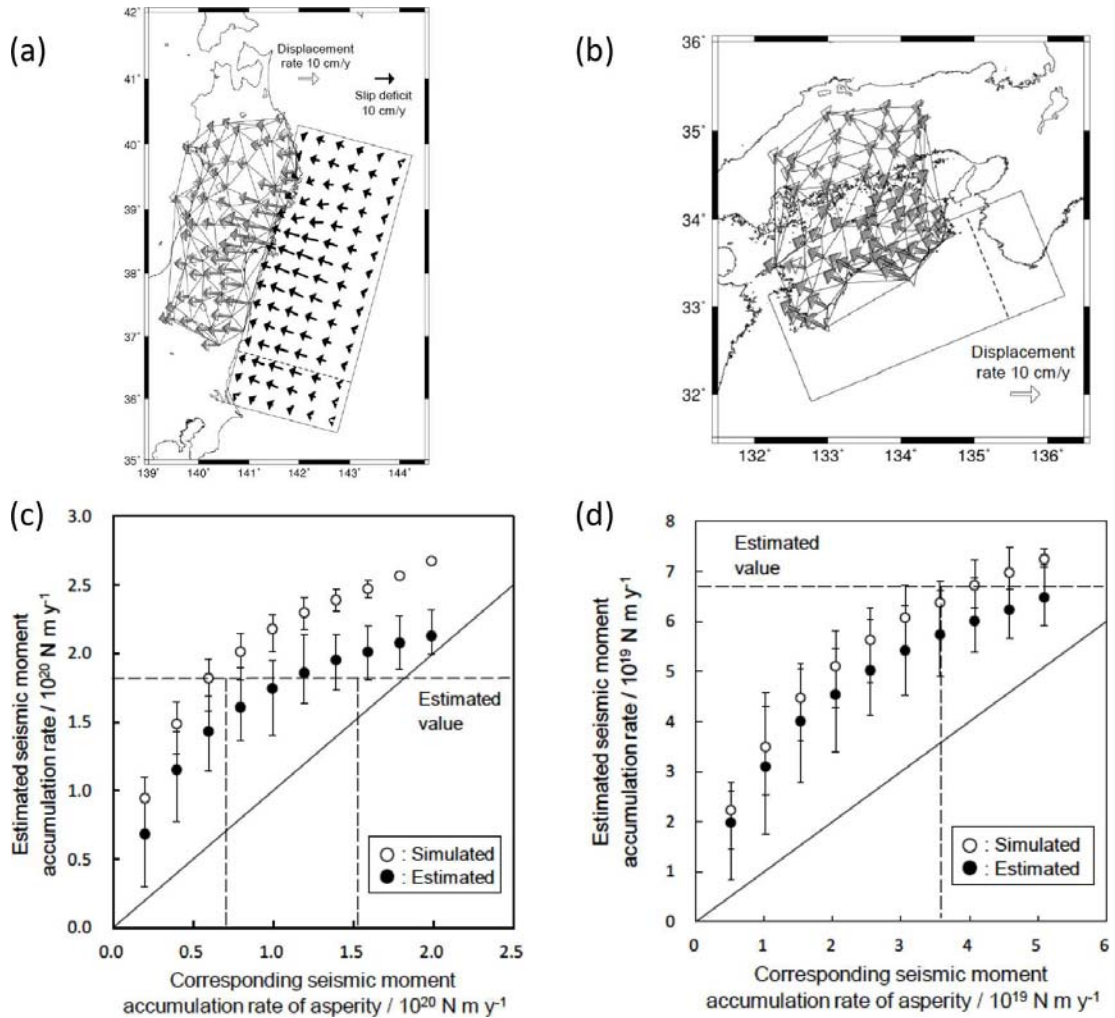 (a)
42°
41°
40°
39°
38°
37°
36°
35°
139°
140°
141°
142°
143°
144°
Displacement
rate 10 cm/y
Slip deficit
10 cm/y
(b)
36°
35°
34°
33°
32°
132°
133°
134°
135°
136°
Displacement
rate 10 cm/y
(c)
Estimated seismic moment
accumulation rate / 10²⁰ N m y⁻¹
3.0
2.5
2.0
1.5
1.0
0.5
0.0
0.0 0.5 1.0 1.5 2.0 2.5
Estimated
value
○ : Simulated
● : Estimated
Corresponding seismic moment
accumulation rate of asperity / 10²⁰ N m y⁻¹
(d)
Estimated seismic moment
accumulation rate / 10¹⁹ N m y⁻¹
8
7
6
5
4
3
2
1
0
0 1 2 3 4 5 6
Estimated
value
○ : Simulated
● : Estimated
Corresponding seismic moment
accumulation rate of asperity / 10¹⁹ N m y⁻¹